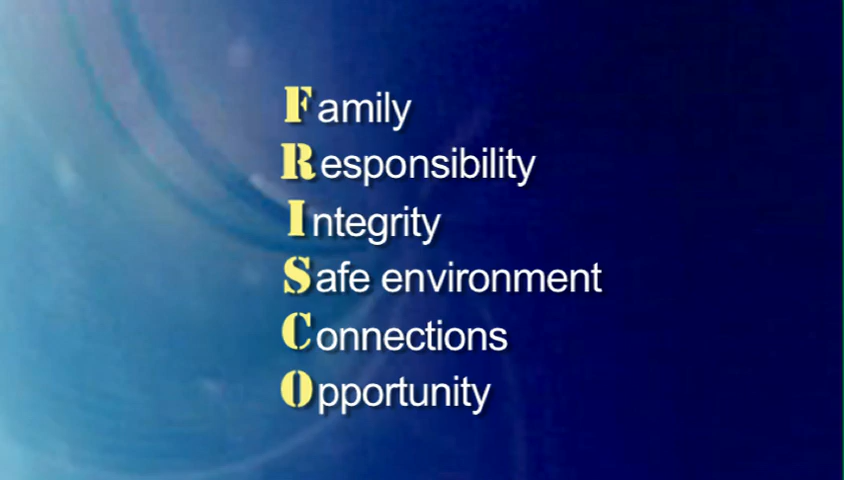 Family
Responsibility
Integrity
Safe environment
Connections
Opportunity